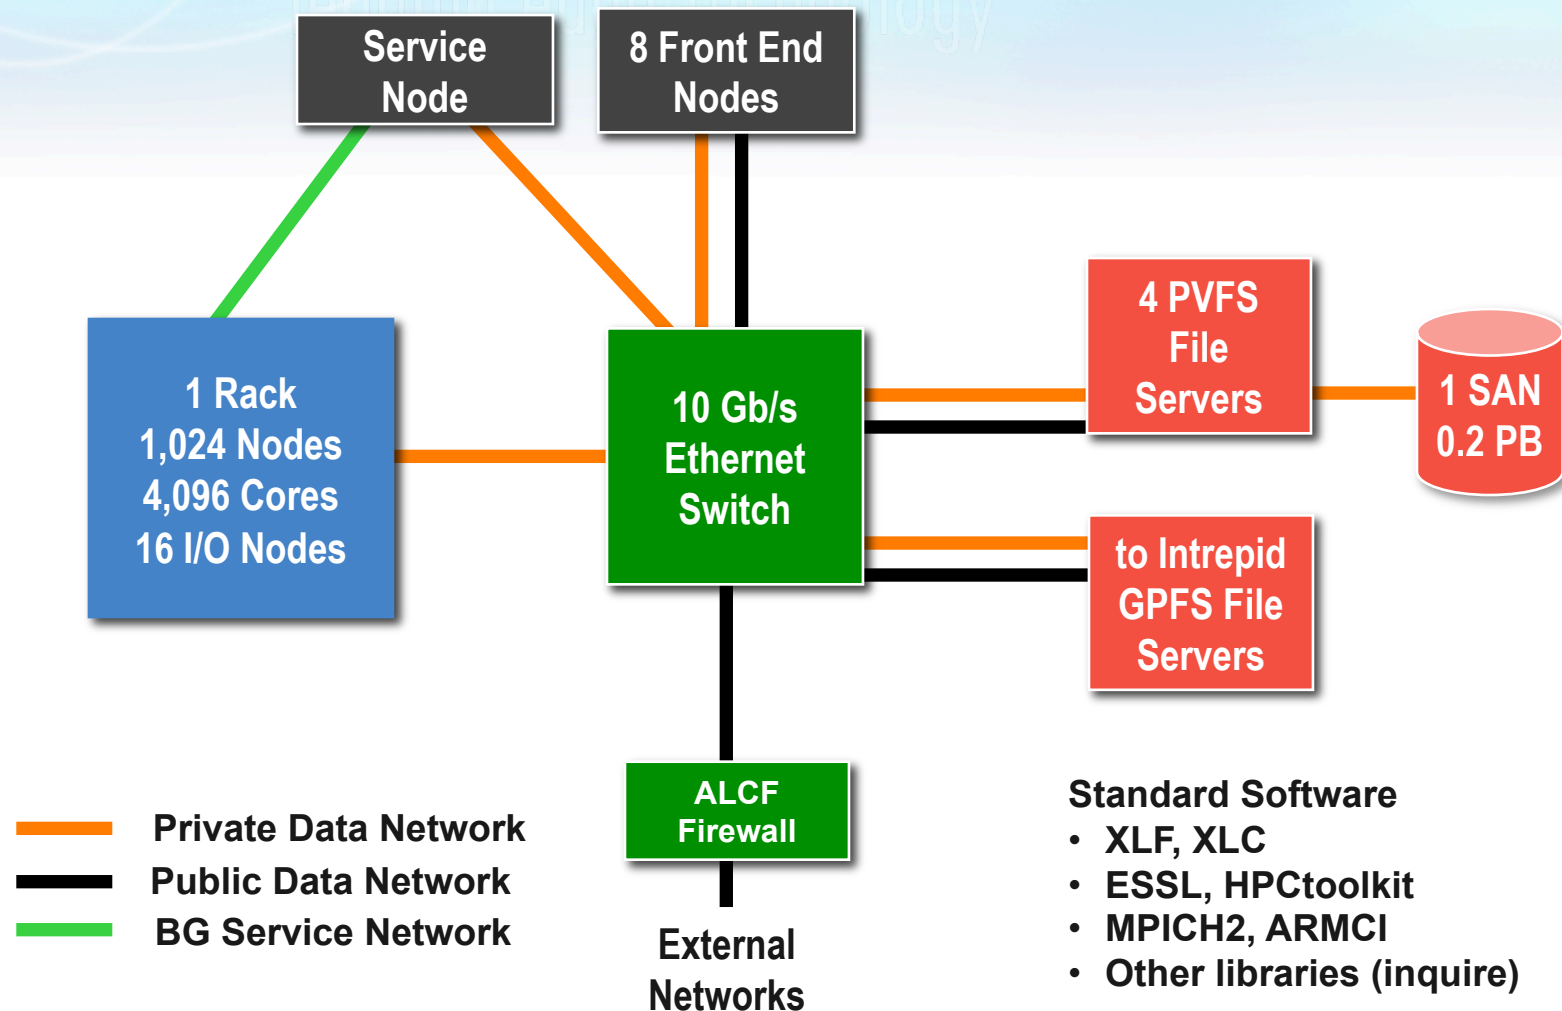 Service
Node
8 Front End
Nodes
1 Rack
1,024 Nodes
4,096 Cores
16 I/O Nodes
10 Gb/s
Ethernet
Switch
4 PVFS
File
Servers
1 SAN
0.2 PB
to Intrepid
GPFS File
Servers
ALCF
Firewall
External
Networks
Private Data Network
Public Data Network
BG Service Network
Standard Software
• XLF, XLC
• ESSL, HPCtoolkit
• MPICH2, ARMCI
• Other libraries (inquire)